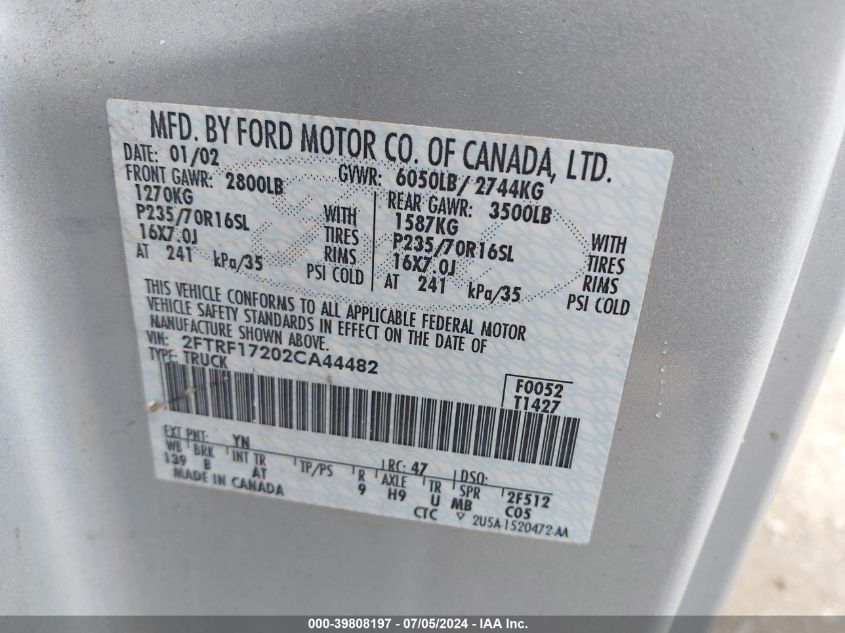 MFD. BY FORD MOTOR CO. OF CANADA, LTD.
DATE: 01/02 GVWR: 6050LB/ 2744KG
FRONT GAWR: 2800LB REAR GAWR: 3500LB
1270KG WITH 1587KG WITH
P235/70R16SL TIRES P235/70R16SL TIRES
16X7.0J RIMS 16X7.0J RIMS
AT 241 kPa/35 PSI COLD AT 241 kPa/35 PSI COLD
THIS VEHICLE CONFORMS TO ALL APPLICABLE FEDERAL MOTOR
VEHICLE SAFETY STANDARDS IN EFFECT ON THE DATE OF
MANUFACTURE SHOWN ABOVE.
VIN: 2FTRF17202CA44482
TYPE: TRUCK
F0052
T1427
EXT PNT: YN RC: 47 DSO:
WB BRK INT TR TP/PS R AXLE TR SPR 2F512
139 B AT 9 H9 U MB C05
MADE IN CANADA CTC ▽ 2U5A-1520472-AA
000-39808197 / 07/05/2024 - IAA Inc.